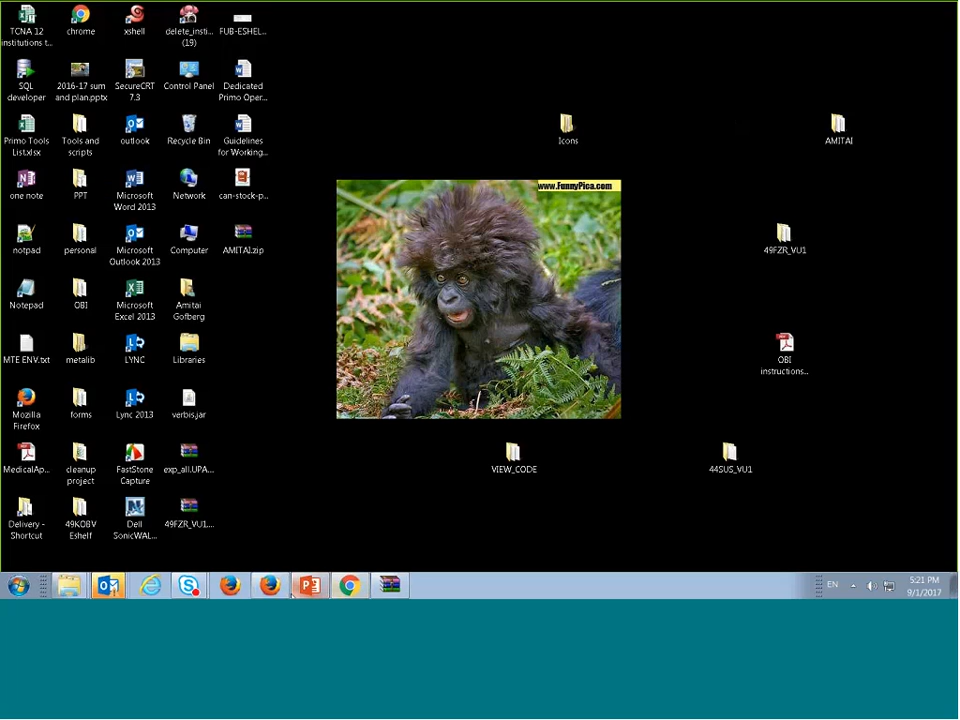 TCNA 12
institutions t...
chrome
xshell
delete_insti...
(19)
FUB-ESHEL...
SQL
developer
2016-17 sum
and plan.pptx
SecureCRT
7.3
Control Panel
Dedicated
Primo Oper...
Primo Tools
List.xlsx
Tools and
scripts
outlook
Recycle Bin
Guidelines
for Working...
Icons
AMITAI
one note
PPT
Microsoft
Word 2013
Network
can-stock-p...
www.FunnyPica.com
notpad
personal
Microsoft
Outlook 2013
Computer
AMITAI.zip
49FZR_VU1
Notepad
OBI
Microsoft
Excel 2013
Amitai
Gofberg
MTE ENV.txt
metalib
LYNC
Libraries
OBI
instructions...
Mozilla
Firefox
forms
Lync 2013
verbis.jar
MedicalAp...
cleanup
project
FastStone
Capture
exp_all.UPA...
VIEW_CODE
44SUS_VU1
Delivery -
Shortcut
49KOBV
Eshelf
Dell
SonicWAL...
49FZR_VU1....
EN
5:21 PM
9/1/2017